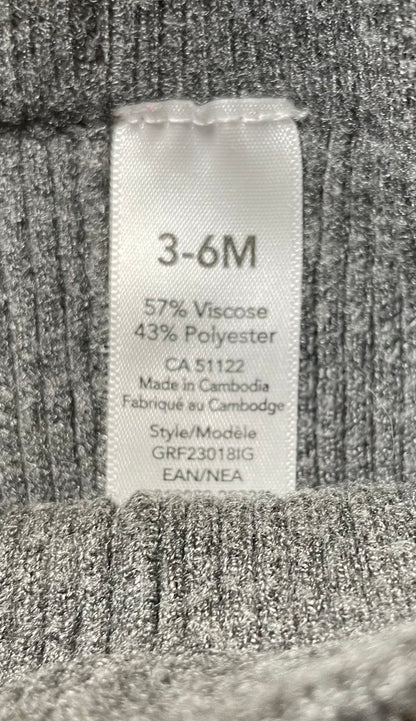 3-6M
57% Viscose
43% Polyester
CA 51122
Made in Cambodia
Fabriqué au Cambodge
Style/Modèle
GRF23018IG
EAN/NEA